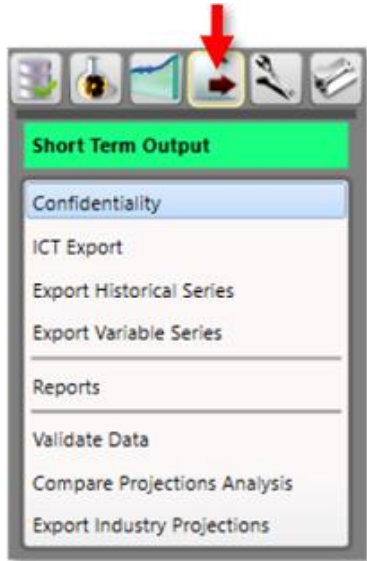 Short Term Output
Confidentiality
ICT Export
Export Historical Series
Export Variable Series
Reports
Validate Data
Compare Projections Analysis
Export Industry Projections